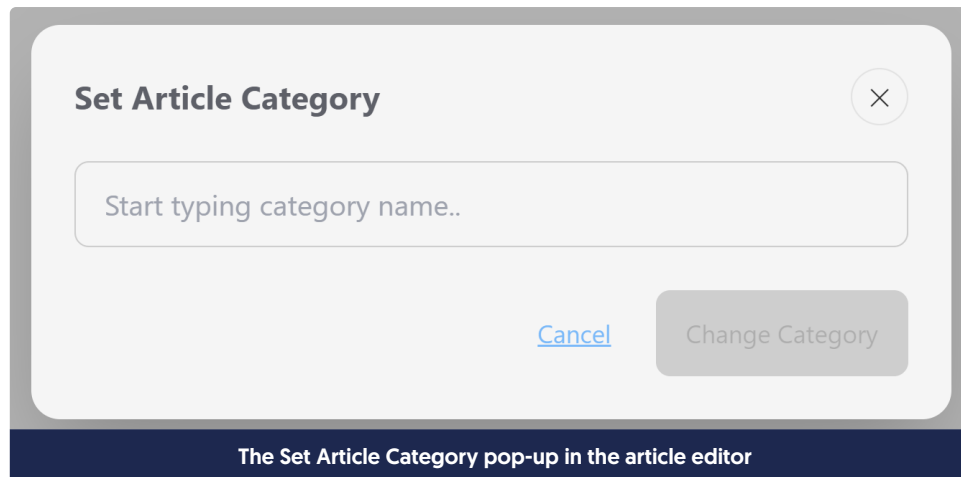 Set Article Category
Start typing category name..
Cancel
Change Category
The Set Article Category pop-up in the article editor